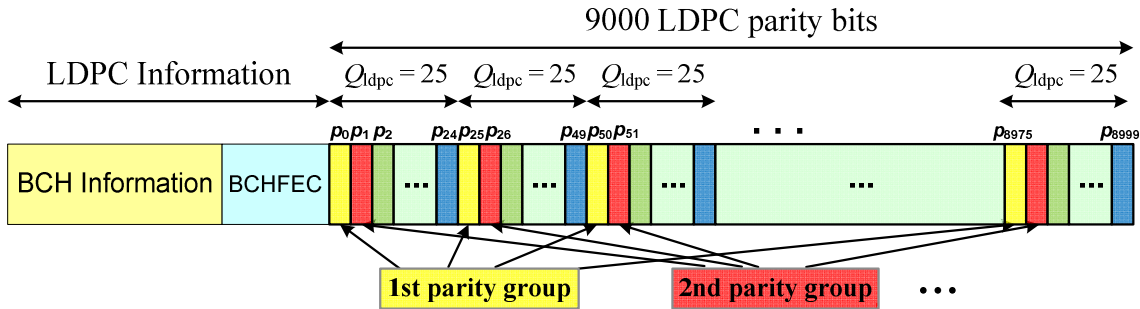 9000 LDPC parity bits
LDPC Information
Qldpc = 25
Qldpc = 25
Qldpc = 25
Qldpc = 25
p0 p1 p2 p24 p25 p26 p49 p50 p51 ... p8975 p8999
BCH Information BCHFEC ... ... ... ... ...
1st parity group 2nd parity group ...